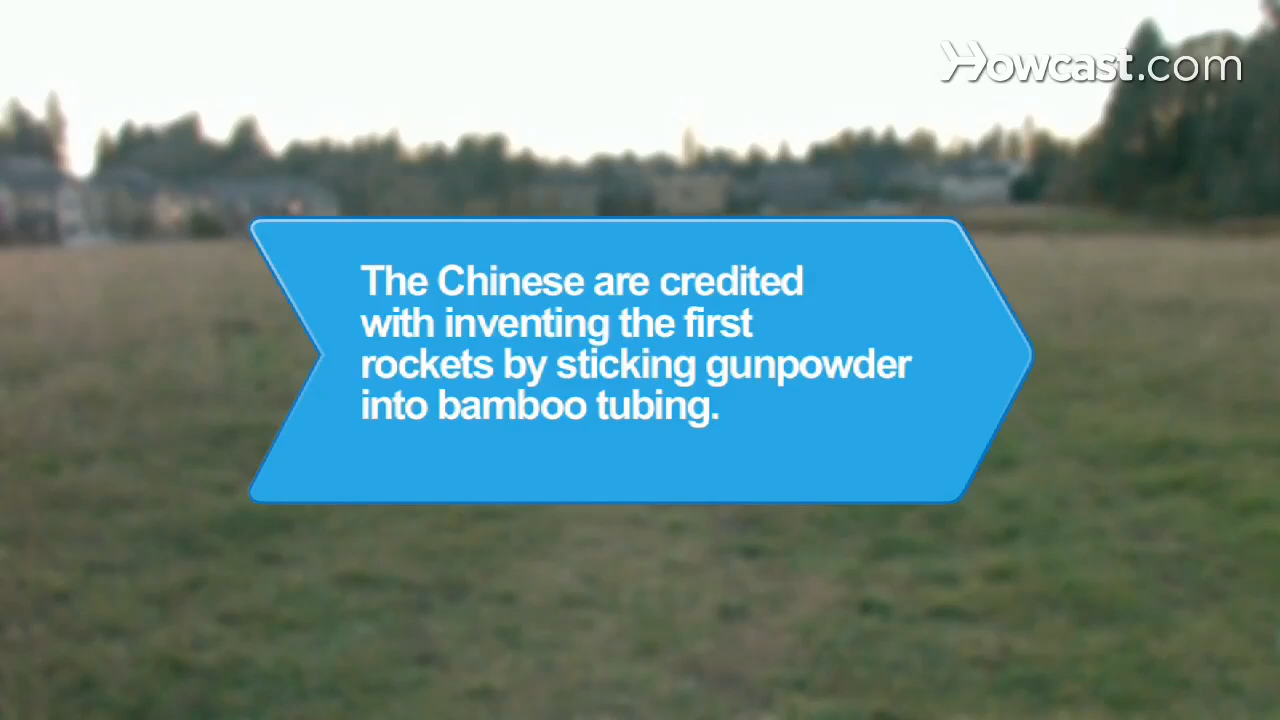 Howcast.com
The Chinese are credited
with inventing the first
rockets by sticking gunpowder
into bamboo tubing.